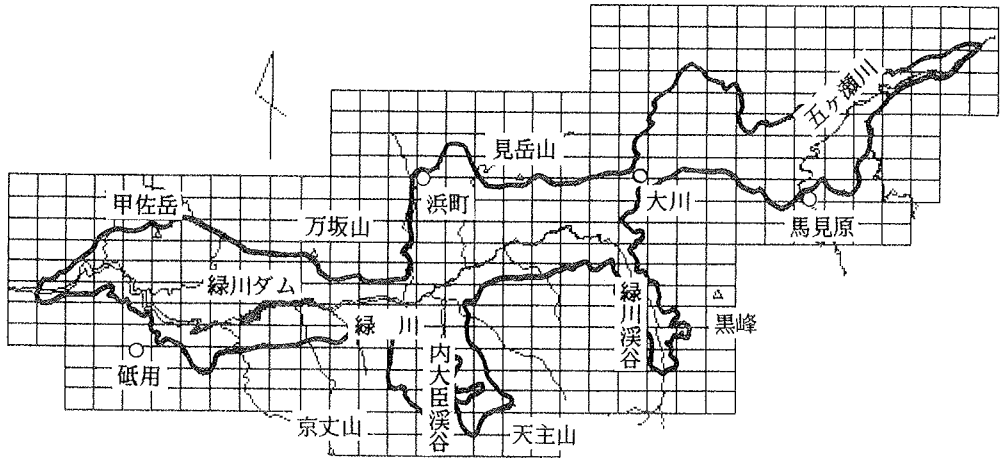 五ヶ瀬川
見岳山
浜町
大川
馬見原
甲佐岳
万坂山
緑川ダム
緑川
緑川渓谷
黒峰
内大臣渓谷
砥用
京丈山
天主山